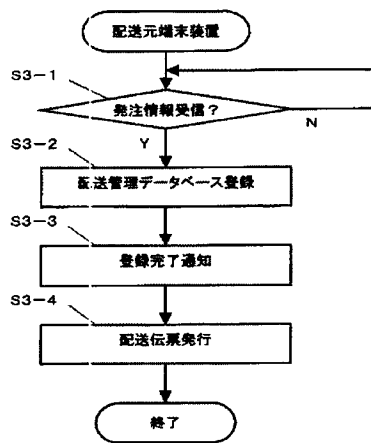 配送元端末装置
S3-1
発注情報受信？
N
Y
S3-2
配送管理データベース登録
S3-3
登録完了通知
S3-4
配送伝票発行
終了